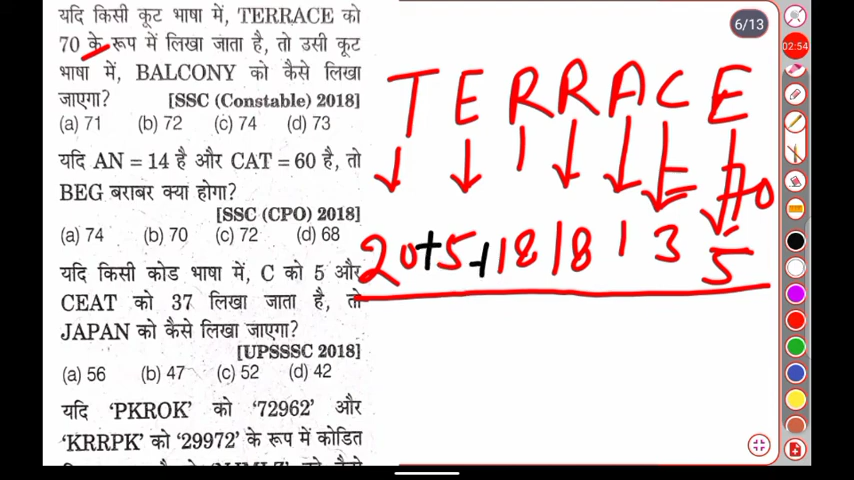 यदि किसी कूट भाषा में, TERRACE को
70 के रूप में लिखा जाता है, तो उसी कूट
भाषा में, BALCONY को कैसे लिखा
जाएगा? [SSC (Constable) 2018]
(a) 71 (b) 72 (c) 74 (d) 73
यदि AN = 14 है और CAT = 60 है, तो
BEG बराबर क्या होगा?
[SSC (CPO) 2018]
(a) 74 (b) 70 (c) 72 (d) 68
यदि किसी कोड भाषा में, C को 5 और
CEAT को 37 लिखा जाता है, तो
JAPAN को कैसे लिखा जाएगा?
[UPSSSC 2018]
(a) 56 (b) 47 (c) 52 (d) 42
यदि 'PKROK' को '72962' और
'KRRPK' को '29972' के रूप में कोडित
6/13
02:54
T E R R A C E
20+5+18 18 1 3 5